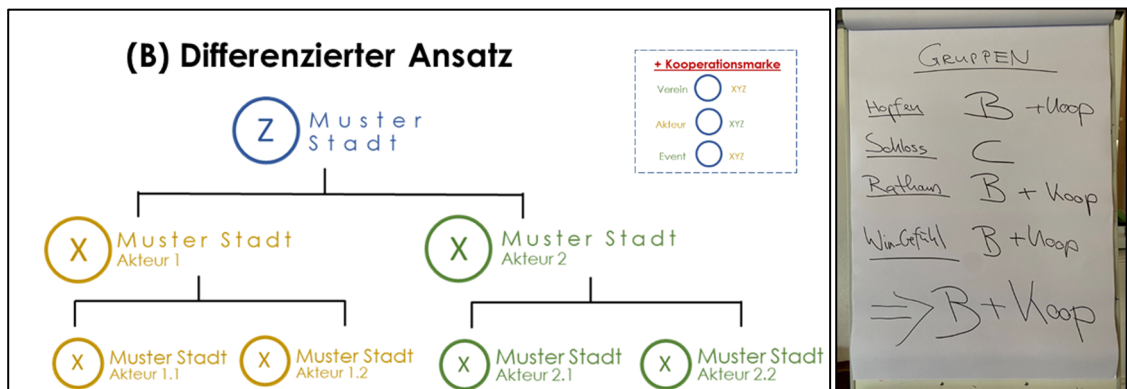 (B) Differenzierter Ansatz
+ Kooperationsmarke
Verein XYZ
Akteur XYZ
Event XYZ
Z Muster
Stadt
X Muster Stadt
Akteur 1
X Muster Stadt
Akteur 2
X Muster Stadt
Akteur 1.1
X Muster Stadt
Akteur 1.2
X Muster Stadt
Akteur 2.1
X Muster Stadt
Akteur 2.2
GRUPPEN
Hopfen B + Koop
Schloss C
Rathaus B + Koop
Wir-Gefühl B + Koop
=> B + Koop